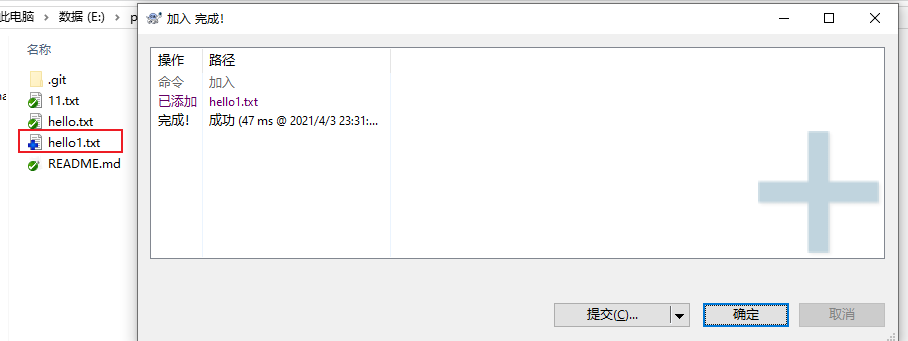 此电脑 > 数据 (E:) > p
加入 完成!
名称
.git
11.txt
hello.txt
hello1.txt
README.md
操作 路径
命令 加入
已添加 hello1.txt
完成! 成功 (47 ms @ 2021/4/3 23:31:...
提交(C)... 确定 取消